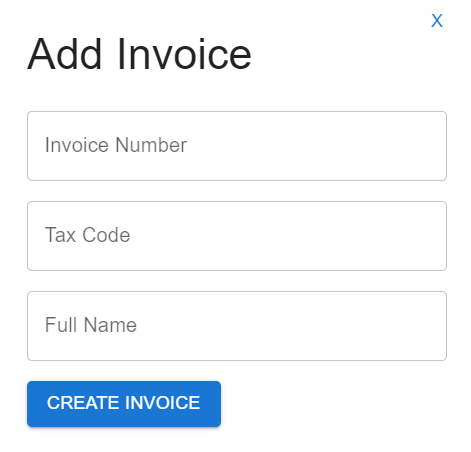 X
Add Invoice
Invoice Number
Tax Code
Full Name
CREATE INVOICE